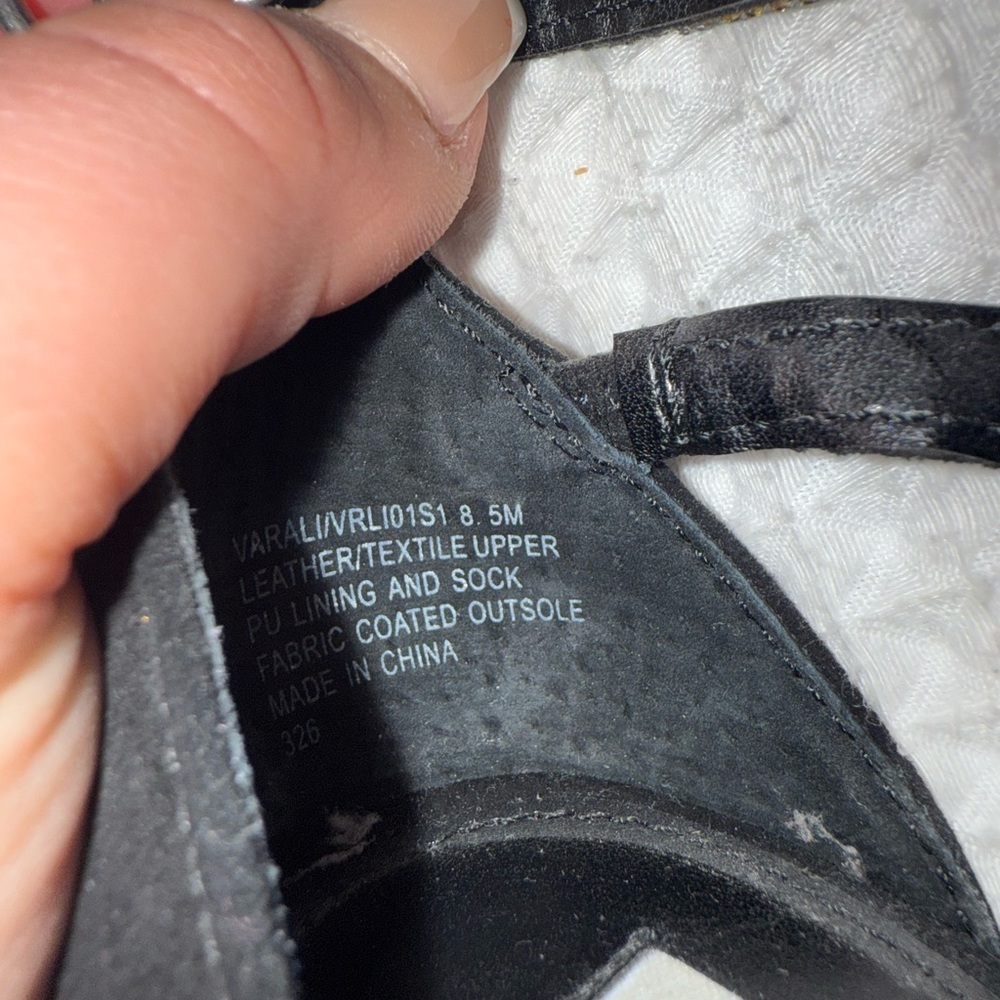 VARALI/VRLI01S1 8. 5M
LEATHER/TEXTILE UPPER
PU LINING AND SOCK
FABRIC COATED OUTSOLE
MADE IN CHINA
326